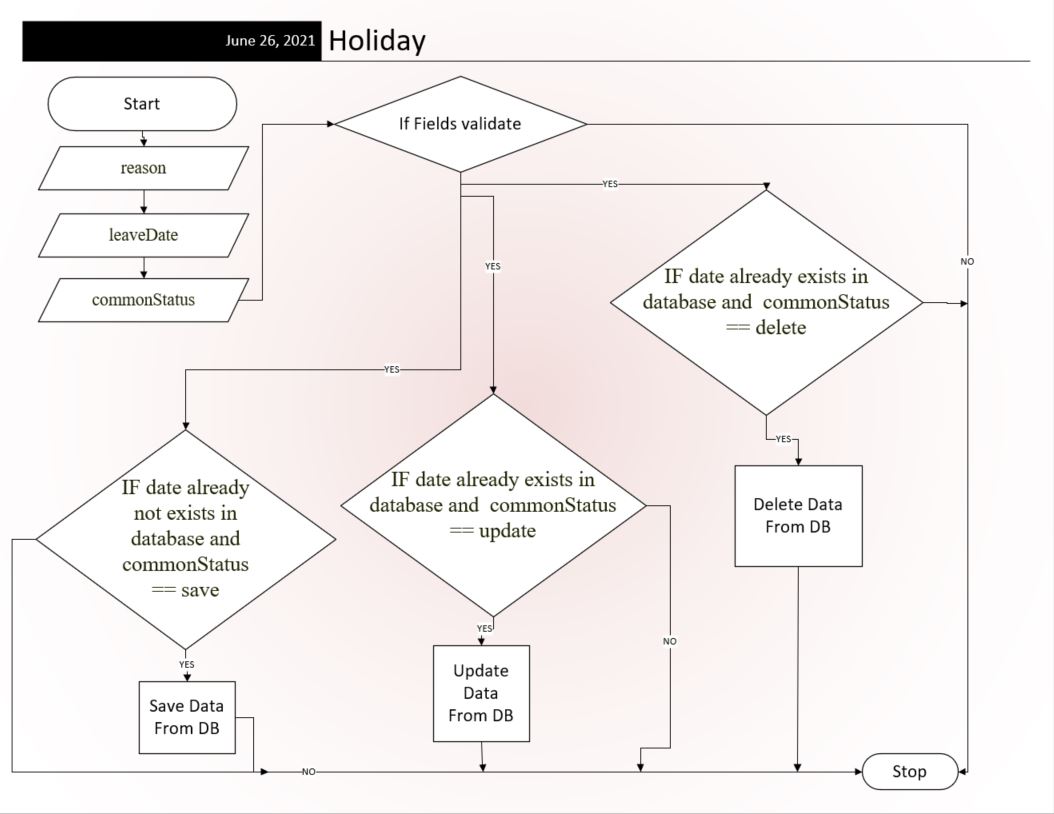 June 26, 2021 Holiday
Start
If Fields validate
reason
YES
leaveDate
NO
YES
IF date already exists in
database and commonStatus
== delete
commonStatus
YES
YES
IF date already
not exists in
database and
commonStatus
== save
IF date already exists in
database and commonStatus
== update
Delete Data
From DB
YES
NO
YES
Save Data
From DB
Update
Data
From DB
NO
Stop